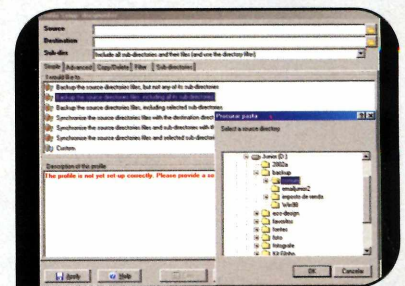 Source
Destination
Sub-dirs
Include all sub-directories and their files (and use the directory filter)
Simple Advanced Copy/Delete Filter Sub-directories
I would like to...
Backup the source directories files, but not any of its sub-directories
Backup the source directories files, including all of its sub-directories
Backup the source directories files, including selected sub-directories
Synchronize the source directories files with the destination direct
Synchronize the source directories files and sub-directories with th
Synchronize the source directories files and selected sub-directori
Custom
Description of the profile
The profile is not yet set up correctly. Please provide a so
Apply
Help
Procurar pasta
Select a source directory
Junior (D:)
2002a
backup
emailjunior2
imposto de renda
Win98
eco-design
favoritos
fontes
foto
fotografe
OK
Cancelar